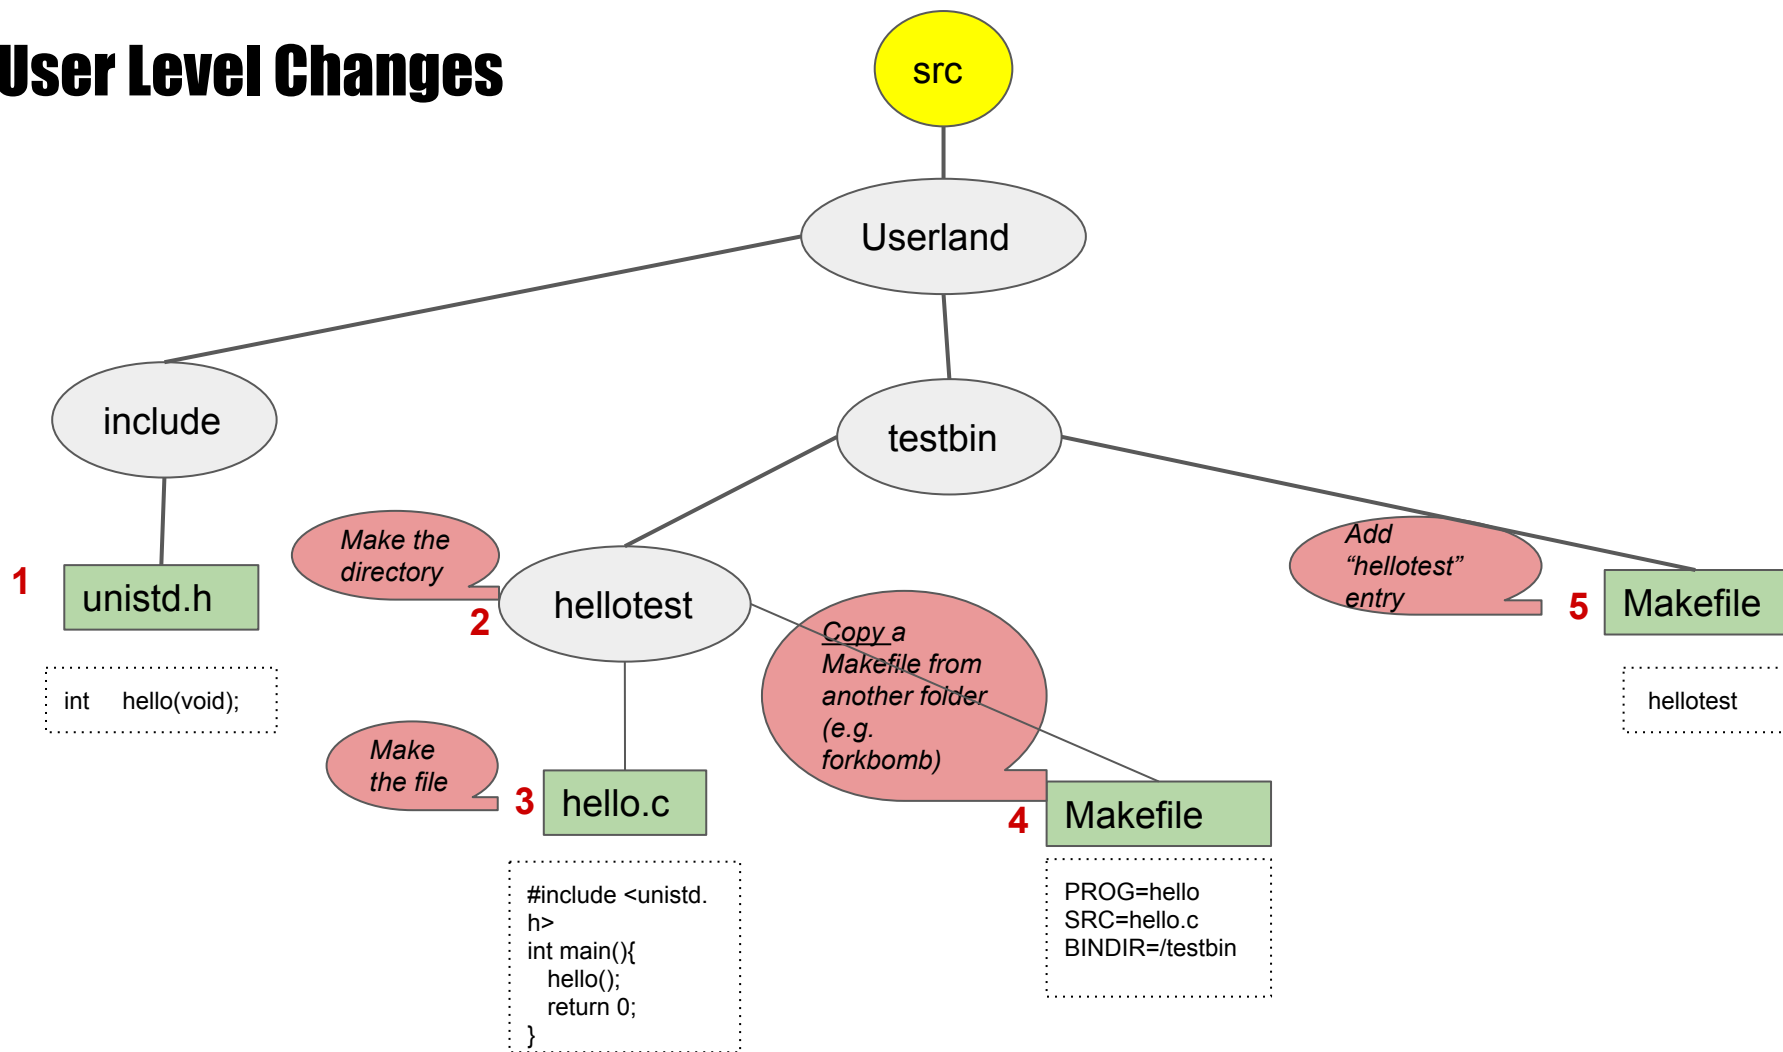 User Level Changes
src
Userland
include
testbin
1
unistd.h
int hello(void);
Make the
directory
2
hellotest
Make
the file
3
hello.c
#include <unistd.
h>
int main(){
hello();
return 0;
}
Copy a
Makefile from
another folder
(e.g.
forkbomb)
4
Makefile
PROG=hello
SRC=hello.c
BINDIR=/testbin
Add
“hellotest”
entry
5
Makefile
hellotest